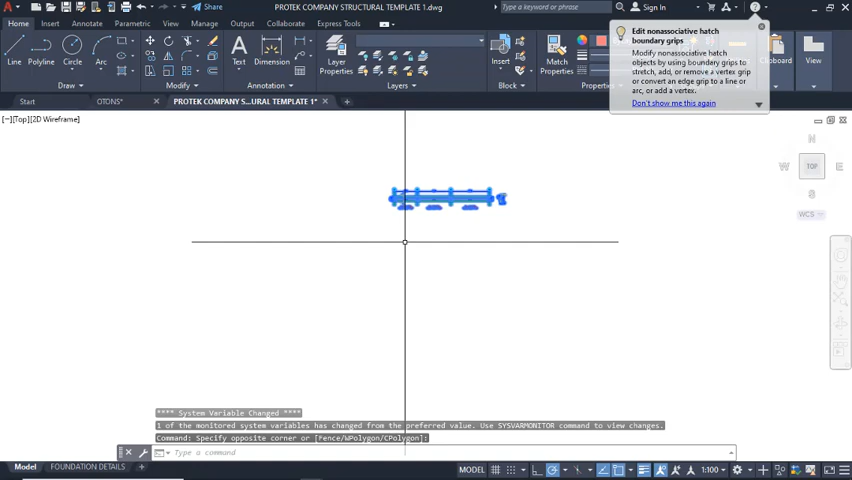 PROTEK COMPANY STRUCTURAL TEMPLATE 1.dwg
Type a keyword or phrase
Sign In
Home
Insert
Annotate
Parametric
View
Manage
Output
Collaborate
Express Tools
Line
Polyline
Circle
Arc
Text
Dimension
Layer Properties
Insert
Match Properties
Clipboard
View
Draw
Modify
Annotation
Layers
Block
Properties
Start
OTONS*
PROTEK COMPANY S...URAL TEMPLATE 1*
Edit nonassociative hatch
boundary grips
Modify nonassociative hatch
objects by using boundary grips to
stretch, add, or remove a vertex grip
or convert an edge grip to a line or
arc, or add a vertex.
Don't show me this again
[−][Top][2D Wireframe]
N
W
TOP
E
S
WCS
**** System Variable Changed ****
1 of the monitored system variables has changed from the preferred value. Use SYSVARMONITOR command to view changes.
Command: Specify opposite corner or [Fence/WPolygon/CPolygon]:
Type a command
Model
FOUNDATION DETAILS
MODEL
1:100